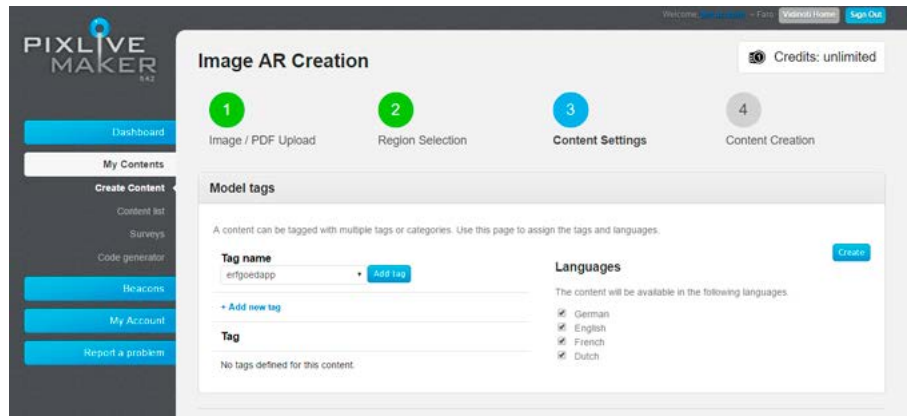 Welcome, – Faro Vidinoti Home Sign Out
PIXLIVE
MAKER
Image AR Creation
Credits: unlimited
1
2
3
4
Image / PDF Upload
Region Selection
Content Settings
Content Creation
Dashboard
My Contents
Create Content
Content list
Surveys
Code generator
Beacons
My Account
Report a problem
Model tags
A content can be tagged with multiple tags or categories. Use this page to assign the tags and languages.
Create
Tag name
erfgoedapp
Add tag
+ Add new tag
Tag
No tags defined for this content.
Languages
The content will be available in the following languages.
German
English
French
Dutch